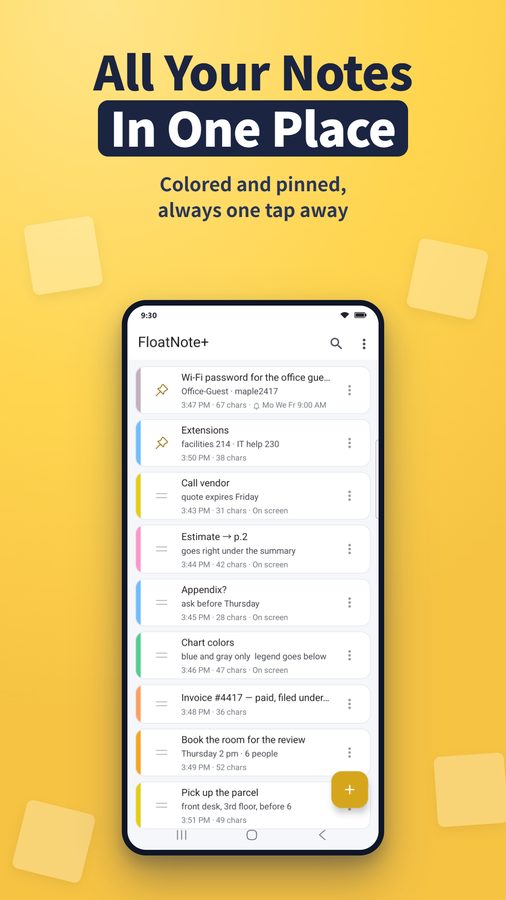 All Your Notes
In One Place
Colored and pinned,
always one tap away
9:30
FloatNote+
Wi-Fi password for the office gue…
Office-Guest · maple2417
3:47 PM · 67 chars · Mo We Fr 9:00 AM
Extensions
facilities 214 · IT help 230
3:50 PM · 38 chars
Call vendor
quote expires Friday
3:43 PM · 31 chars · On screen
Estimate → p.2
goes right under the summary
3:44 PM · 42 chars · On screen
Appendix?
ask before Thursday
3:45 PM · 28 chars · On screen
Chart colors
blue and gray only  legend goes below
3:46 PM · 47 chars · On screen
Invoice #4417 — paid, filed under…
3:48 PM · 36 chars
Book the room for the review
Thursday 2 pm · 6 people
3:49 PM · 52 chars
Pick up the parcel
front desk, 3rd floor, before 6
3:51 PM · 49 chars